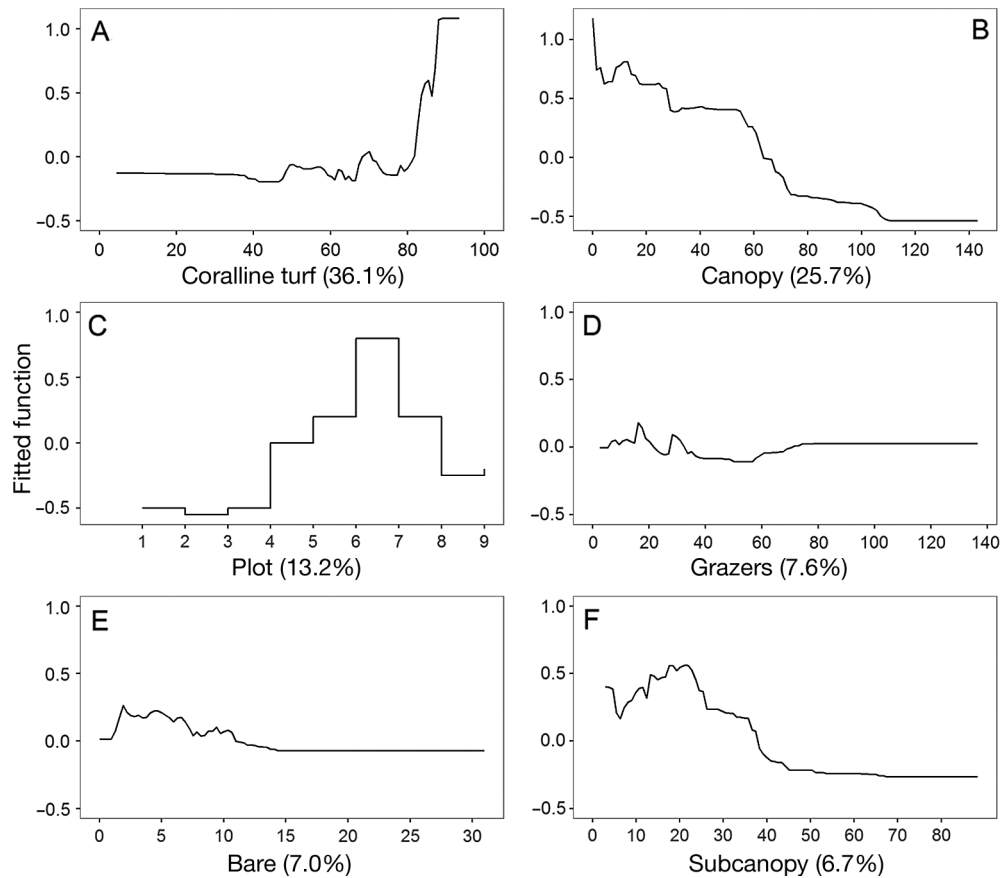 A
1.0
0.5
0.0
–0.5
0 20 40 60 80 100
Coralline turf (36.1%)
B
1.0
0.5
0.0
–0.5
0 20 40 60 80 100 120 140
Canopy (25.7%)
Fitted function
C
1.0
0.5
0.0
–0.5
1 2 3 4 5 6 7 8 9
Plot (13.2%)
D
1.0
0.5
0.0
–0.5
0 20 40 60 80 100 120 140
Grazers (7.6%)
E
1.0
0.5
0.0
–0.5
0 5 10 15 20 25 30
Bare (7.0%)
F
1.0
0.5
0.0
–0.5
0 10 20 30 40 50 60 70 80
Subcanopy (6.7%)